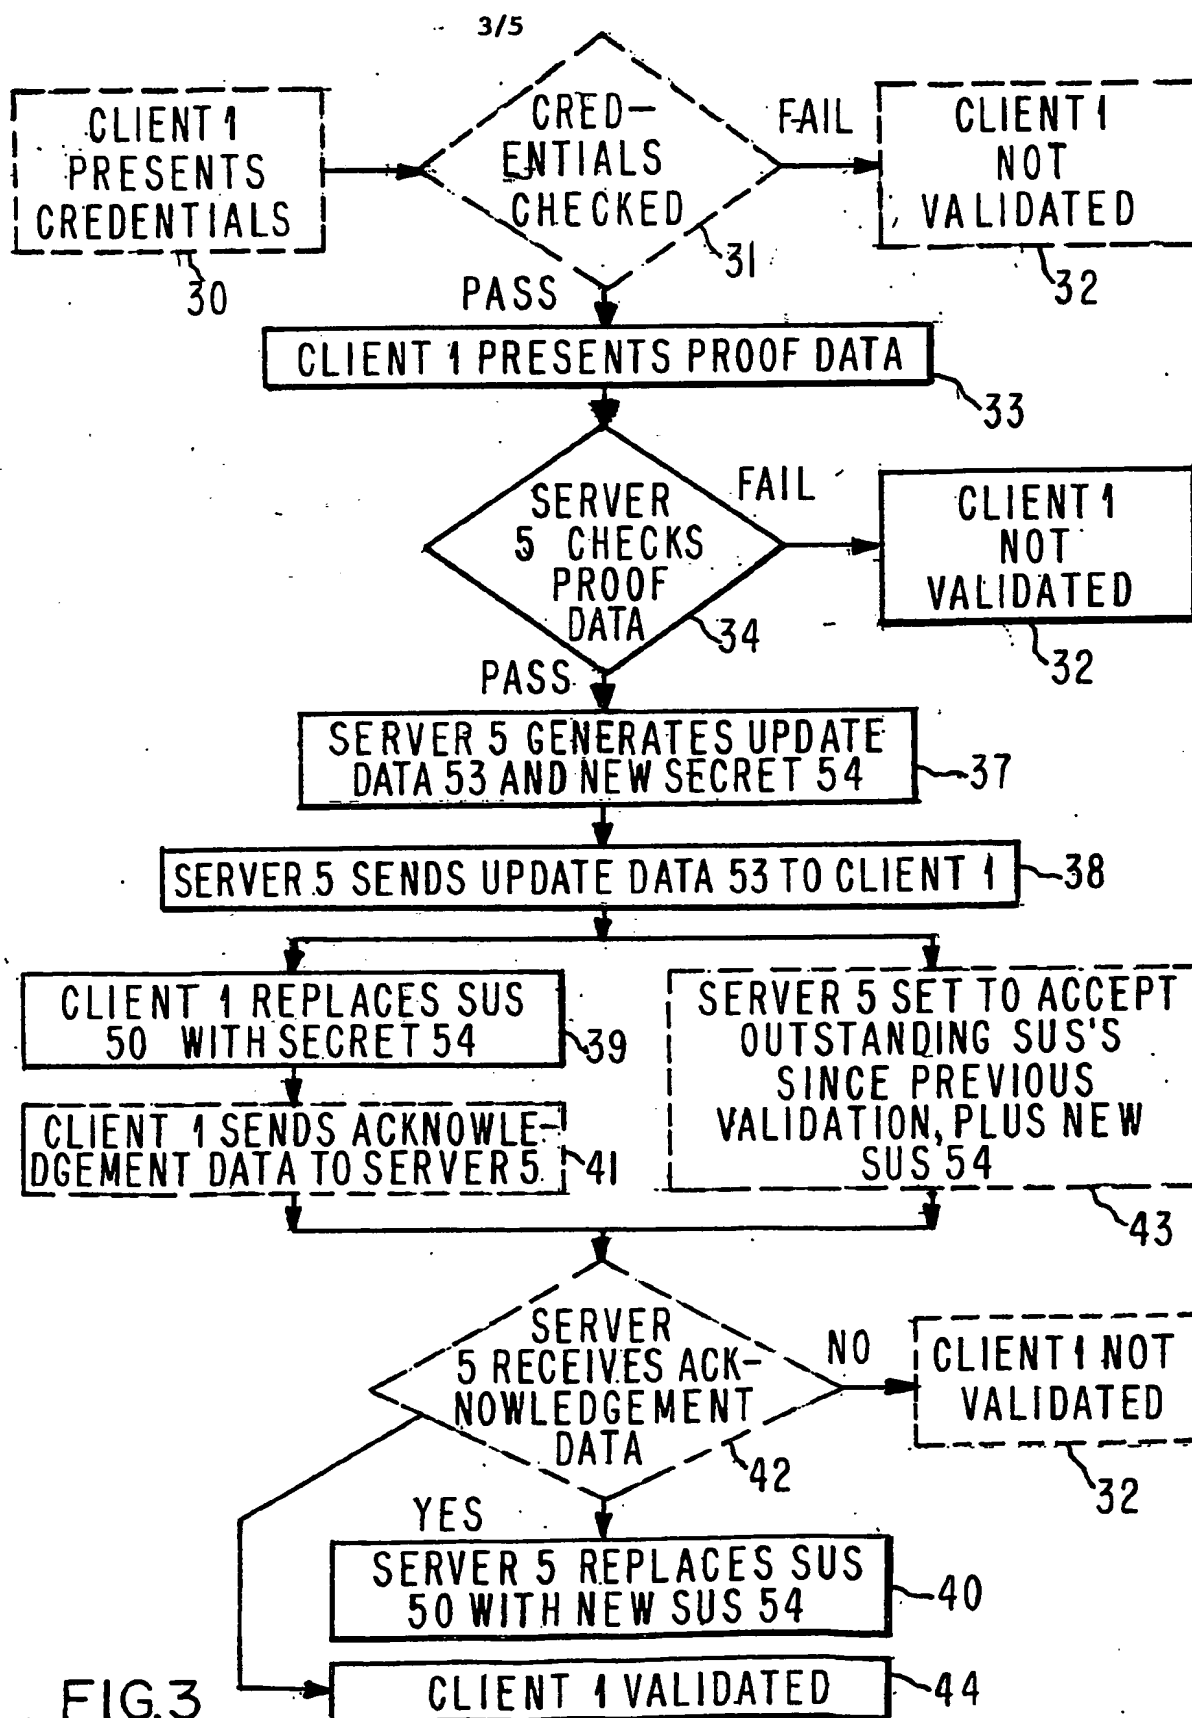 3/5
CLIENT 1
PRESENTS
CREDENTIALS
30
CRED-
ENTIALS
CHECKED
31
FAIL
CLIENT 1
NOT
VALIDATED
32
PASS
CLIENT 1 PRESENTS PROOF DATA
33
SERVER
5 CHECKS
PROOF
DATA
34
FAIL
CLIENT 1
NOT
VALIDATED
32
PASS
SERVER 5 GENERATES UPDATE
DATA 53 AND NEW SECRET 54
37
SERVER 5 SENDS UPDATE DATA 53 TO CLIENT 1
38
CLIENT 1 REPLACES SUS
50 WITH SECRET 54
39
CLIENT 1 SENDS ACKNOWLE-
DGEMENT DATA TO SERVER 5
41
SERVER 5 SET TO ACCEPT
OUTSTANDING SUS'S
SINCE PREVIOUS
VALIDATION, PLUS NEW
SUS 54
43
SERVER
5 RECEIVES ACK-
NOWLEDGEMENT
DATA
42
NO
CLIENT 1 NOT
VALIDATED
32
YES
SERVER 5 REPLACES SUS
50 WITH NEW SUS 54
40
CLIENT 1 VALIDATED
44
FIG.3